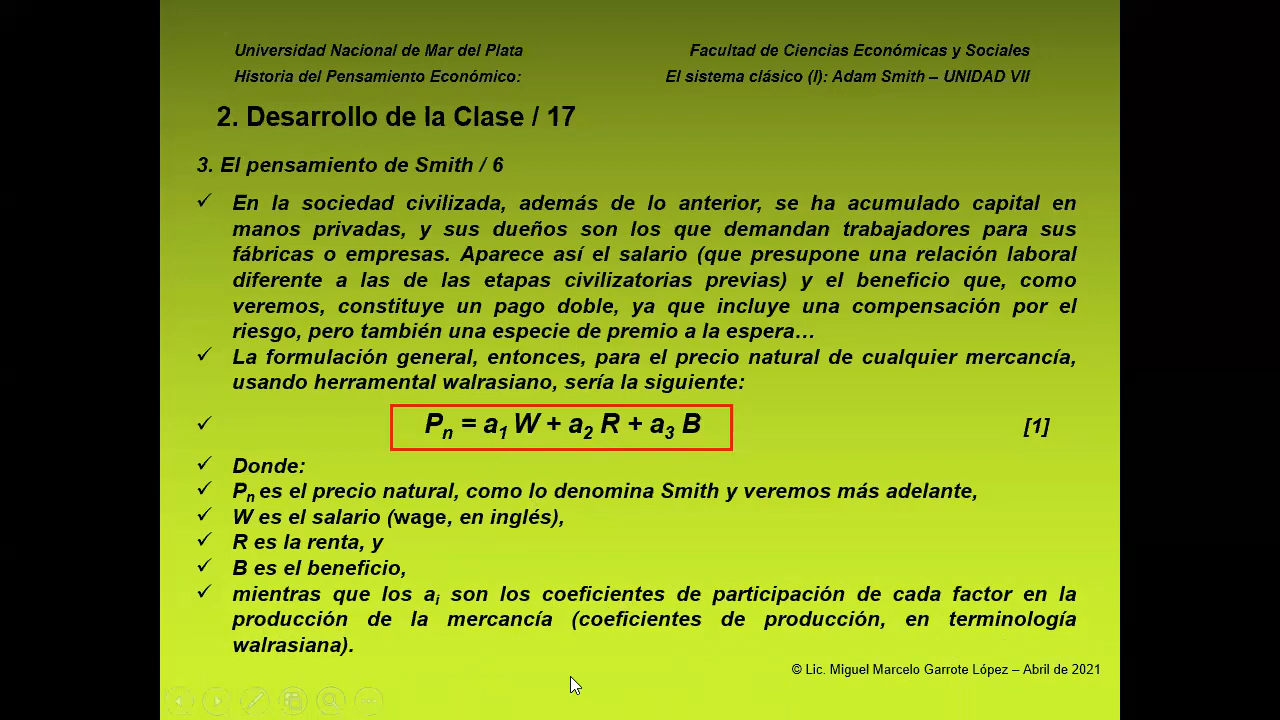 Universidad Nacional de Mar del Plata Facultad de Ciencias Económicas y Sociales
Historia del Pensamiento Económico: El sistema clásico (I): Adam Smith – UNIDAD VII
2. Desarrollo de la Clase / 17
3. El pensamiento de Smith / 6
✓ En la sociedad civilizada, además de lo anterior, se ha acumulado capital en
manos privadas, y sus dueños son los que demandan trabajadores para sus
fábricas o empresas. Aparece así el salario (que presupone una relación laboral
diferente a las de las etapas civilizatorias previas) y el beneficio que, como
veremos, constituye un pago doble, ya que incluye una compensación por el
riesgo, pero también una especie de premio a la espera…
✓ La formulación general, entonces, para el precio natural de cualquier mercancía,
usando herramental walrasiano, sería la siguiente:
✓ Pn = a1 W + a2 R + a3 B [1]
✓ Donde:
✓ Pn es el precio natural, como lo denomina Smith y veremos más adelante,
✓ W es el salario (wage, en inglés),
✓ R es la renta, y
✓ B es el beneficio,
✓ mientras que los ai son los coeficientes de participación de cada factor en la
producción de la mercancía (coeficientes de producción, en terminología
walrasiana).
© Lic. Miguel Marcelo Garrote López – Abril de 2021